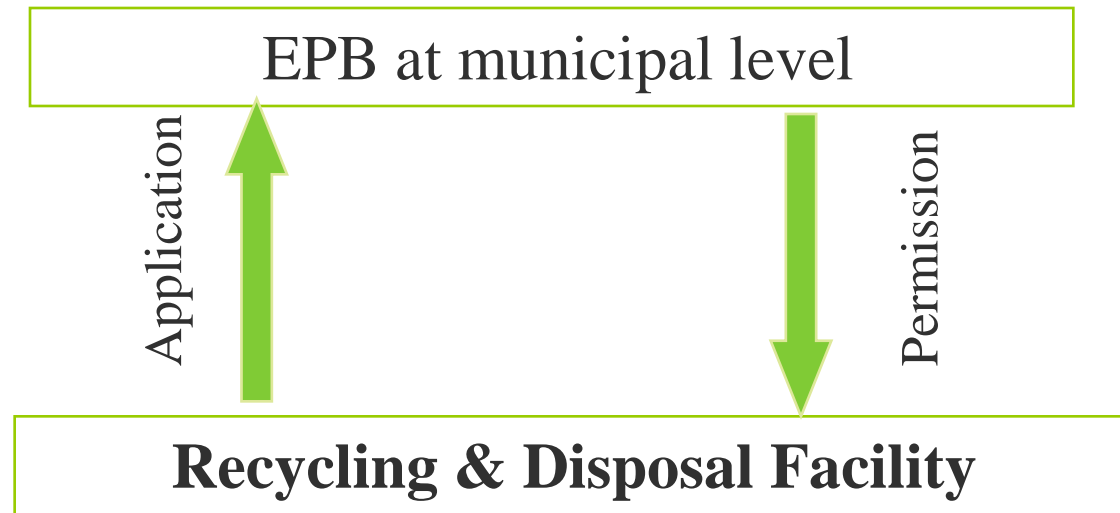 EPB at municipal level
Application
Permission
Recycling & Disposal Facility